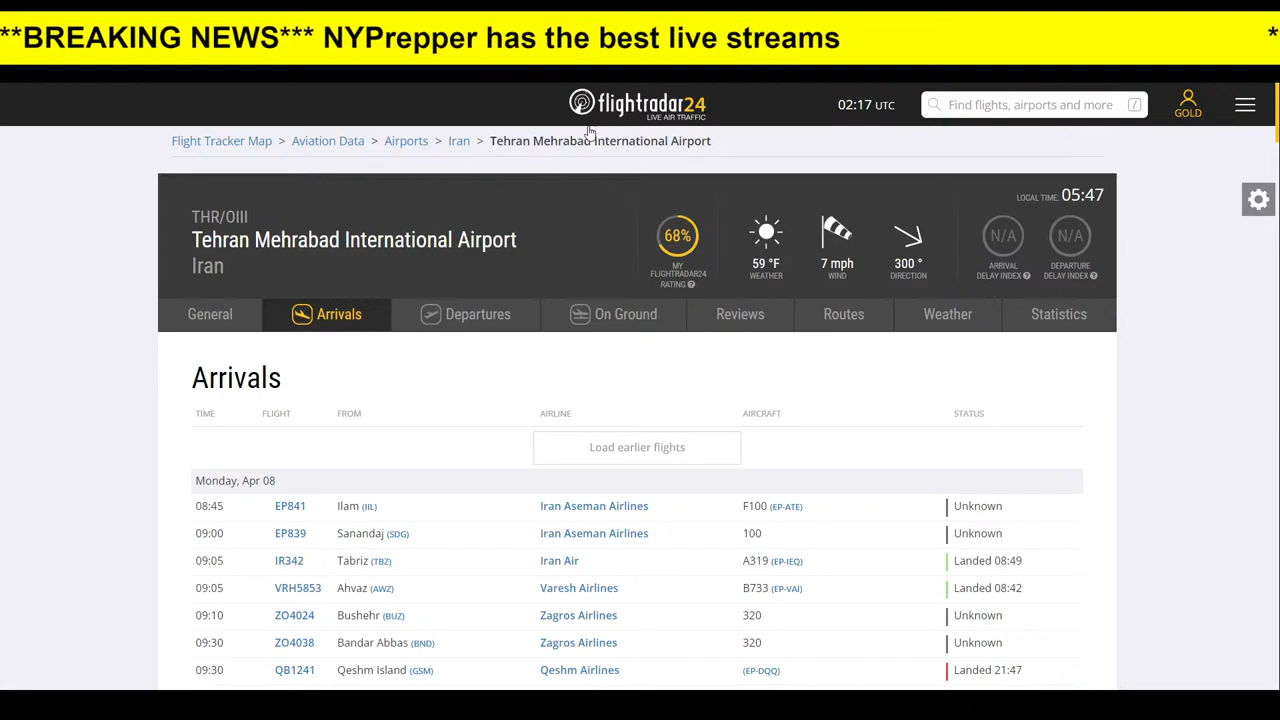 **BREAKING NEWS*** NYPrepper has the best live streams *
flightradar24
LIVE AIR TRAFFIC
02:17 UTC
Find flights, airports and more /
GOLD
Flight Tracker Map > Aviation Data > Airports > Iran > Tehran Mehrabad International Airport
LOCAL TIME: 05:47
THR/OIII
Tehran Mehrabad International Airport
Iran
68%
MY
FLIGHTRADAR24
RATING ?
59 °F
WEATHER
7 mph
WIND
300 °
DIRECTION
N/A
ARRIVAL
DELAY INDEX ?
N/A
DEPARTURE
DELAY INDEX ?
General Arrivals Departures On Ground Reviews Routes Weather Statistics
Arrivals
TIME FLIGHT FROM AIRLINE AIRCRAFT STATUS
Load earlier flights
Monday, Apr 08
08:45 EP841 Ilam (IIL) Iran Aseman Airlines F100 (EP-ATE) Unknown
09:00 EP839 Sanandaj (SDG) Iran Aseman Airlines 100 Unknown
09:05 IR342 Tabriz (TBZ) Iran Air A319 (EP-IEQ) Landed 08:49
09:05 VRH5853 Ahvaz (AWZ) Varesh Airlines B733 (EP-VAI) Landed 08:42
09:10 ZO4024 Bushehr (BUZ) Zagros Airlines 320 Unknown
09:30 ZO4038 Bandar Abbas (BND) Zagros Airlines 320 Unknown
09:30 QB1241 Qeshm Island (GSM) Qeshm Airlines (EP-DQQ) Landed 21:47